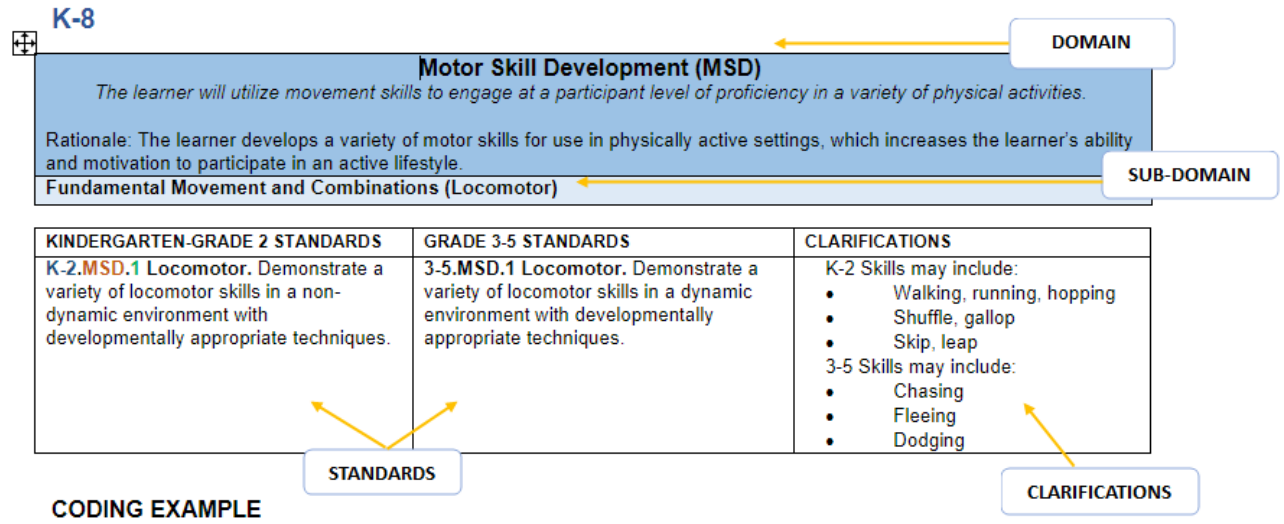 K-8
DOMAIN
Motor Skill Development (MSD)
The learner will utilize movement skills to engage at a participant level of proficiency in a variety of physical activities.
Rationale: The learner develops a variety of motor skills for use in physically active settings, which increases the learner's ability
and motivation to participate in an active lifestyle.
SUB-DOMAIN
Fundamental Movement and Combinations (Locomotor)
KINDERGARTEN-GRADE 2 STANDARDS
K-2.MSD.1 Locomotor. Demonstrate a
variety of locomotor skills in a non-
dynamic environment with
developmentally appropriate techniques.
GRADE 3-5 STANDARDS
3-5.MSD.1 Locomotor. Demonstrate a
variety of locomotor skills in a dynamic
environment with developmentally
appropriate techniques.
CLARIFICATIONS
K-2 Skills may include:
• Walking, running, hopping
• Shuffle, gallop
• Skip, leap
3-5 Skills may include:
• Chasing
• Fleeing
• Dodging
STANDARDS
CLARIFICATIONS
CODING EXAMPLE